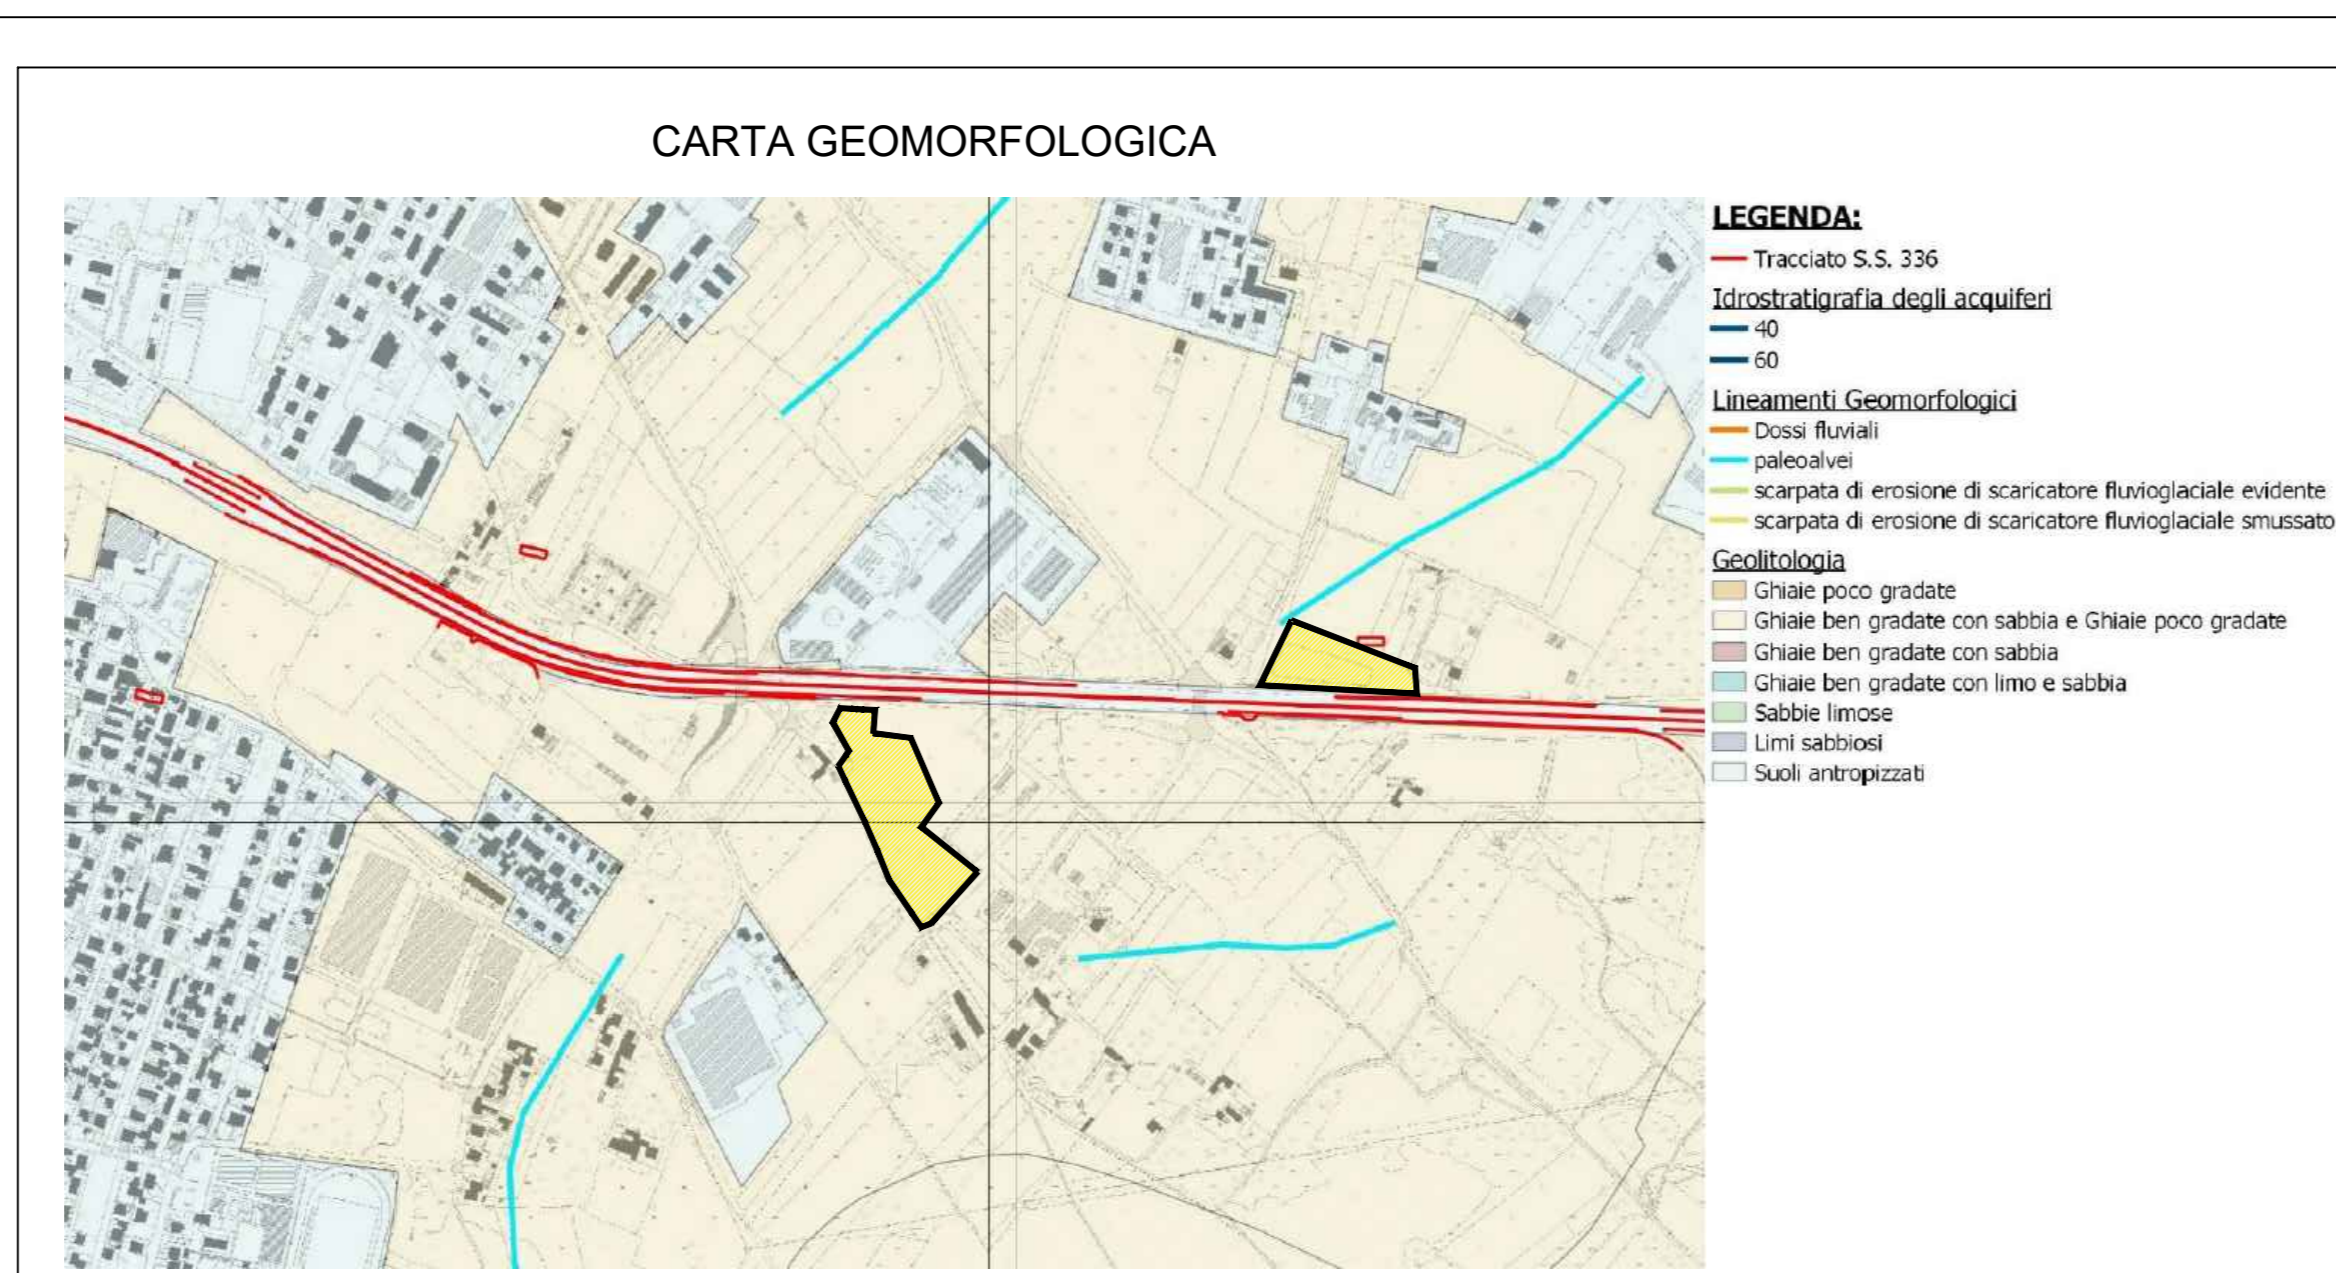 CARTA GEOMORFOLOGICA
LEGENDA:
Tracciato S.S. 336
Idrostratigrafia degli acquiferi
40
60
Lineamenti Geomorfologici
Dossi fluviali
paleoalvei
scarpata di erosione di scaricatore fluvioglaciale evidente
scarpata di erosione di scaricatore fluvioglaciale smussato
Geolitologia
Ghiaie poco gradate
Ghiaie ben gradate con sabbia e Ghiaie poco gradate
Ghiaie ben gradate con sabbia
Ghiaie ben gradate con limo e sabbia
Sabbie limose
Limi sabbiosi
Suoli antropizzati